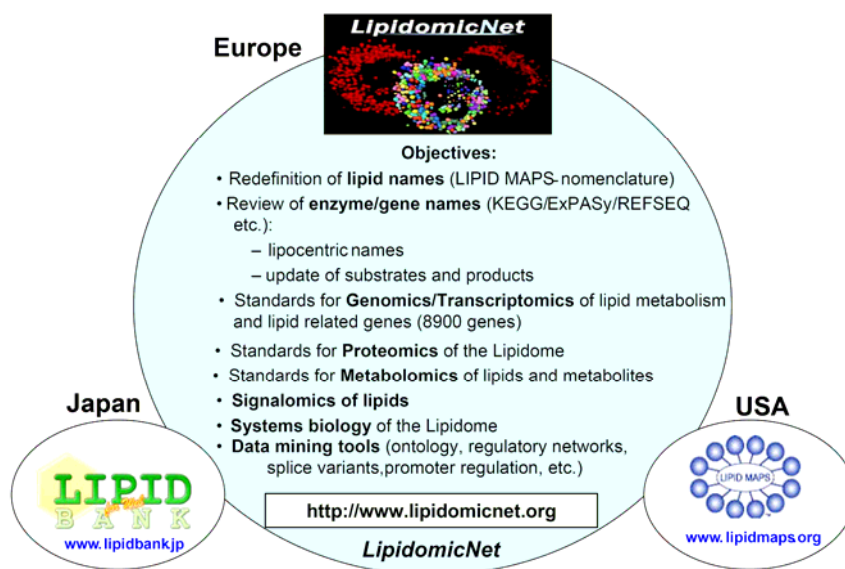 Europe
LipidomicNet
Objectives:
• Redefinition of lipid names (LIPID MAPS-nomenclature)
• Review of enzyme/gene names (KEGG/ExPASy/REFSEQ
etc.):
– lipocentric names
– update of substrates and products
• Standards for Genomics/Transcriptomics of lipid metabolism
and lipid related genes (8900 genes)
• Standards for Proteomics of the Lipidome
• Standards for Metabolomics of lipids and metabolites
• Signalomics of lipids
• Systems biology of the Lipidome
• Data mining tools (ontology, regulatory networks,
splice variants,promoter regulation, etc.)
http://www.lipidomicnet.org
LipidomicNet
Japan
LIPID
on Web
BANK
www.lipidbank.jp
USA
LIPID MAPS
www.lipidmaps.org